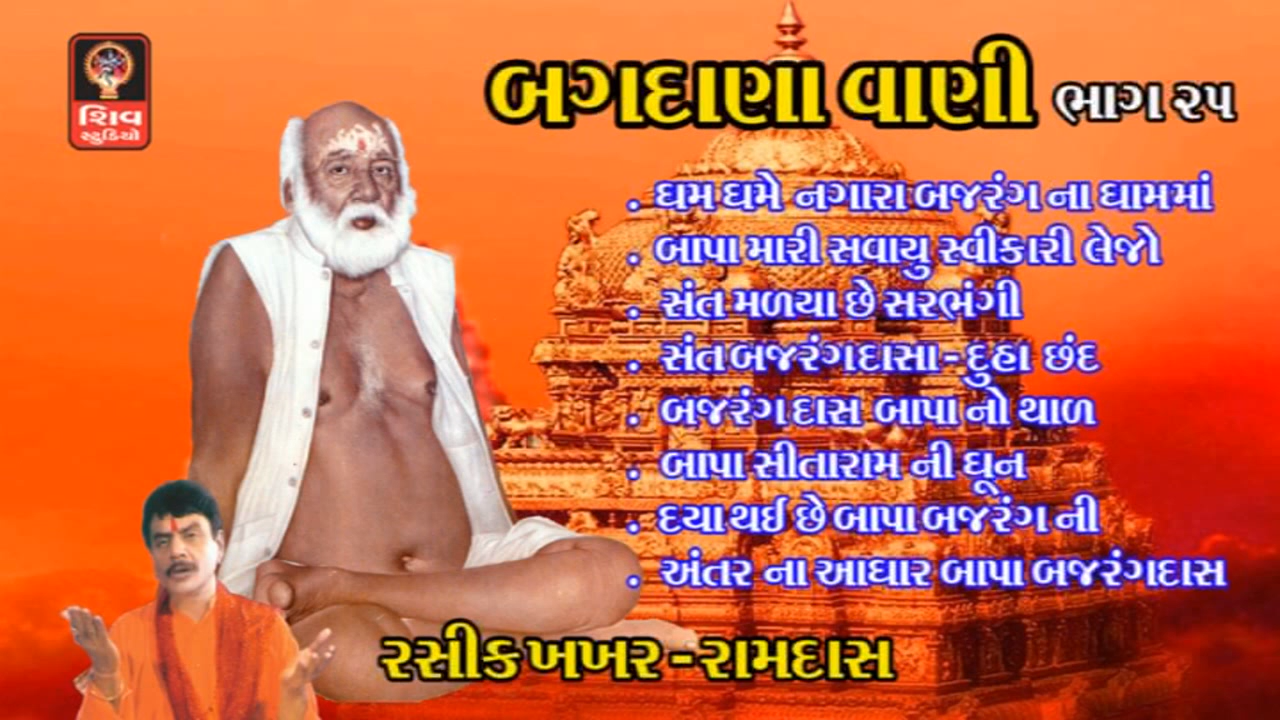 શિવ
સ્ટુડિયો
બગદાણા વાણી ભાગ ૨૫
. ધમ ધમે નગારા બજરંગ ના ધામમાં
. બાપા મારી સવાયુ સ્વીકારી લેજો
. સંત મળયા છે સરભંગી
. સંત બજરંગદાસા - દુહા છંદ
. બજરંગ દાસ બાપા નો થાળ
. બાપા સીતારામ ની ધૂન
. દયા થઈ છે બાપા બજરંગ ની
. અંતર ના આધાર બાપા બજરંગદાસ
રસીક ખખર - રામદાસ